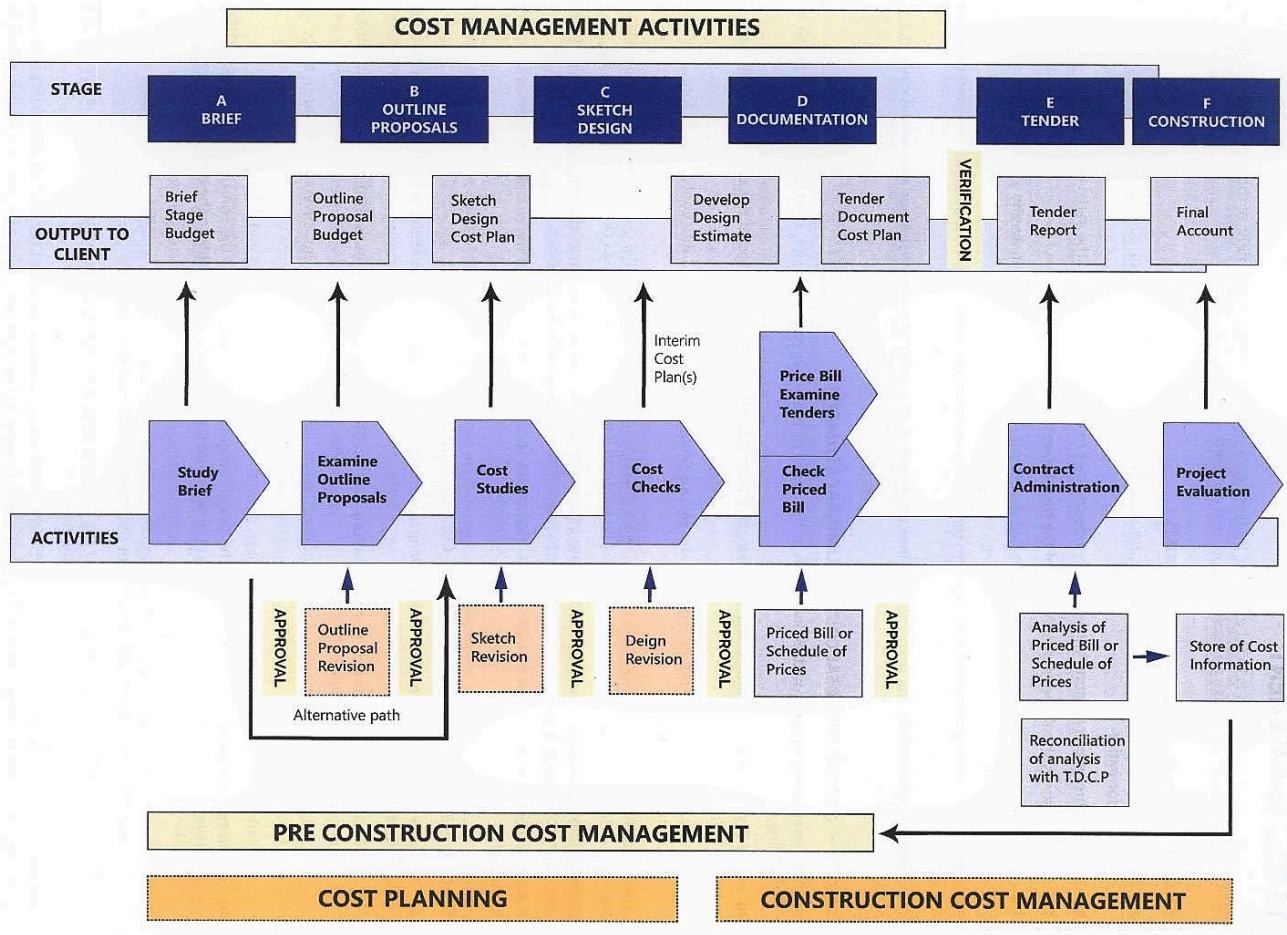 COST MANAGEMENT ACTIVITIES
STAGE
A
BRIEF
B
OUTLINE
PROPOSALS
C
SKETCH
DESIGN
D
DOCUMENTATION
E
TENDER
F
CONSTRUCTION
OUTPUT TO
CLIENT
Brief
Stage
Budget
Outline
Proposal
Budget
Sketch
Design
Cost Plan
Develop
Design
Estimate
Tender
Document
Cost Plan
VERIFICATION
Tender
Report
Final
Account
Interim
Cost
Plan(s)
ACTIVITIES
Study
Brief
Examine
Outline
Proposals
Cost
Studies
Cost
Checks
Price Bill
Examine
Tenders
Check
Priced
Bill
Contract
Administration
Project
Evaluation
APPROVAL
Outline
Proposal
Revision
APPROVAL
Sketch
Revision
APPROVAL
Deign
Revision
APPROVAL
Priced Bill or
Schedule of
Prices
APPROVAL
Analysis of
Priced Bill or
Schedule of
Prices
Store of Cost
Information
Alternative path
Reconciliation
of analysis
with T.D.C.P
PRE CONSTRUCTION COST MANAGEMENT
COST PLANNING
CONSTRUCTION COST MANAGEMENT